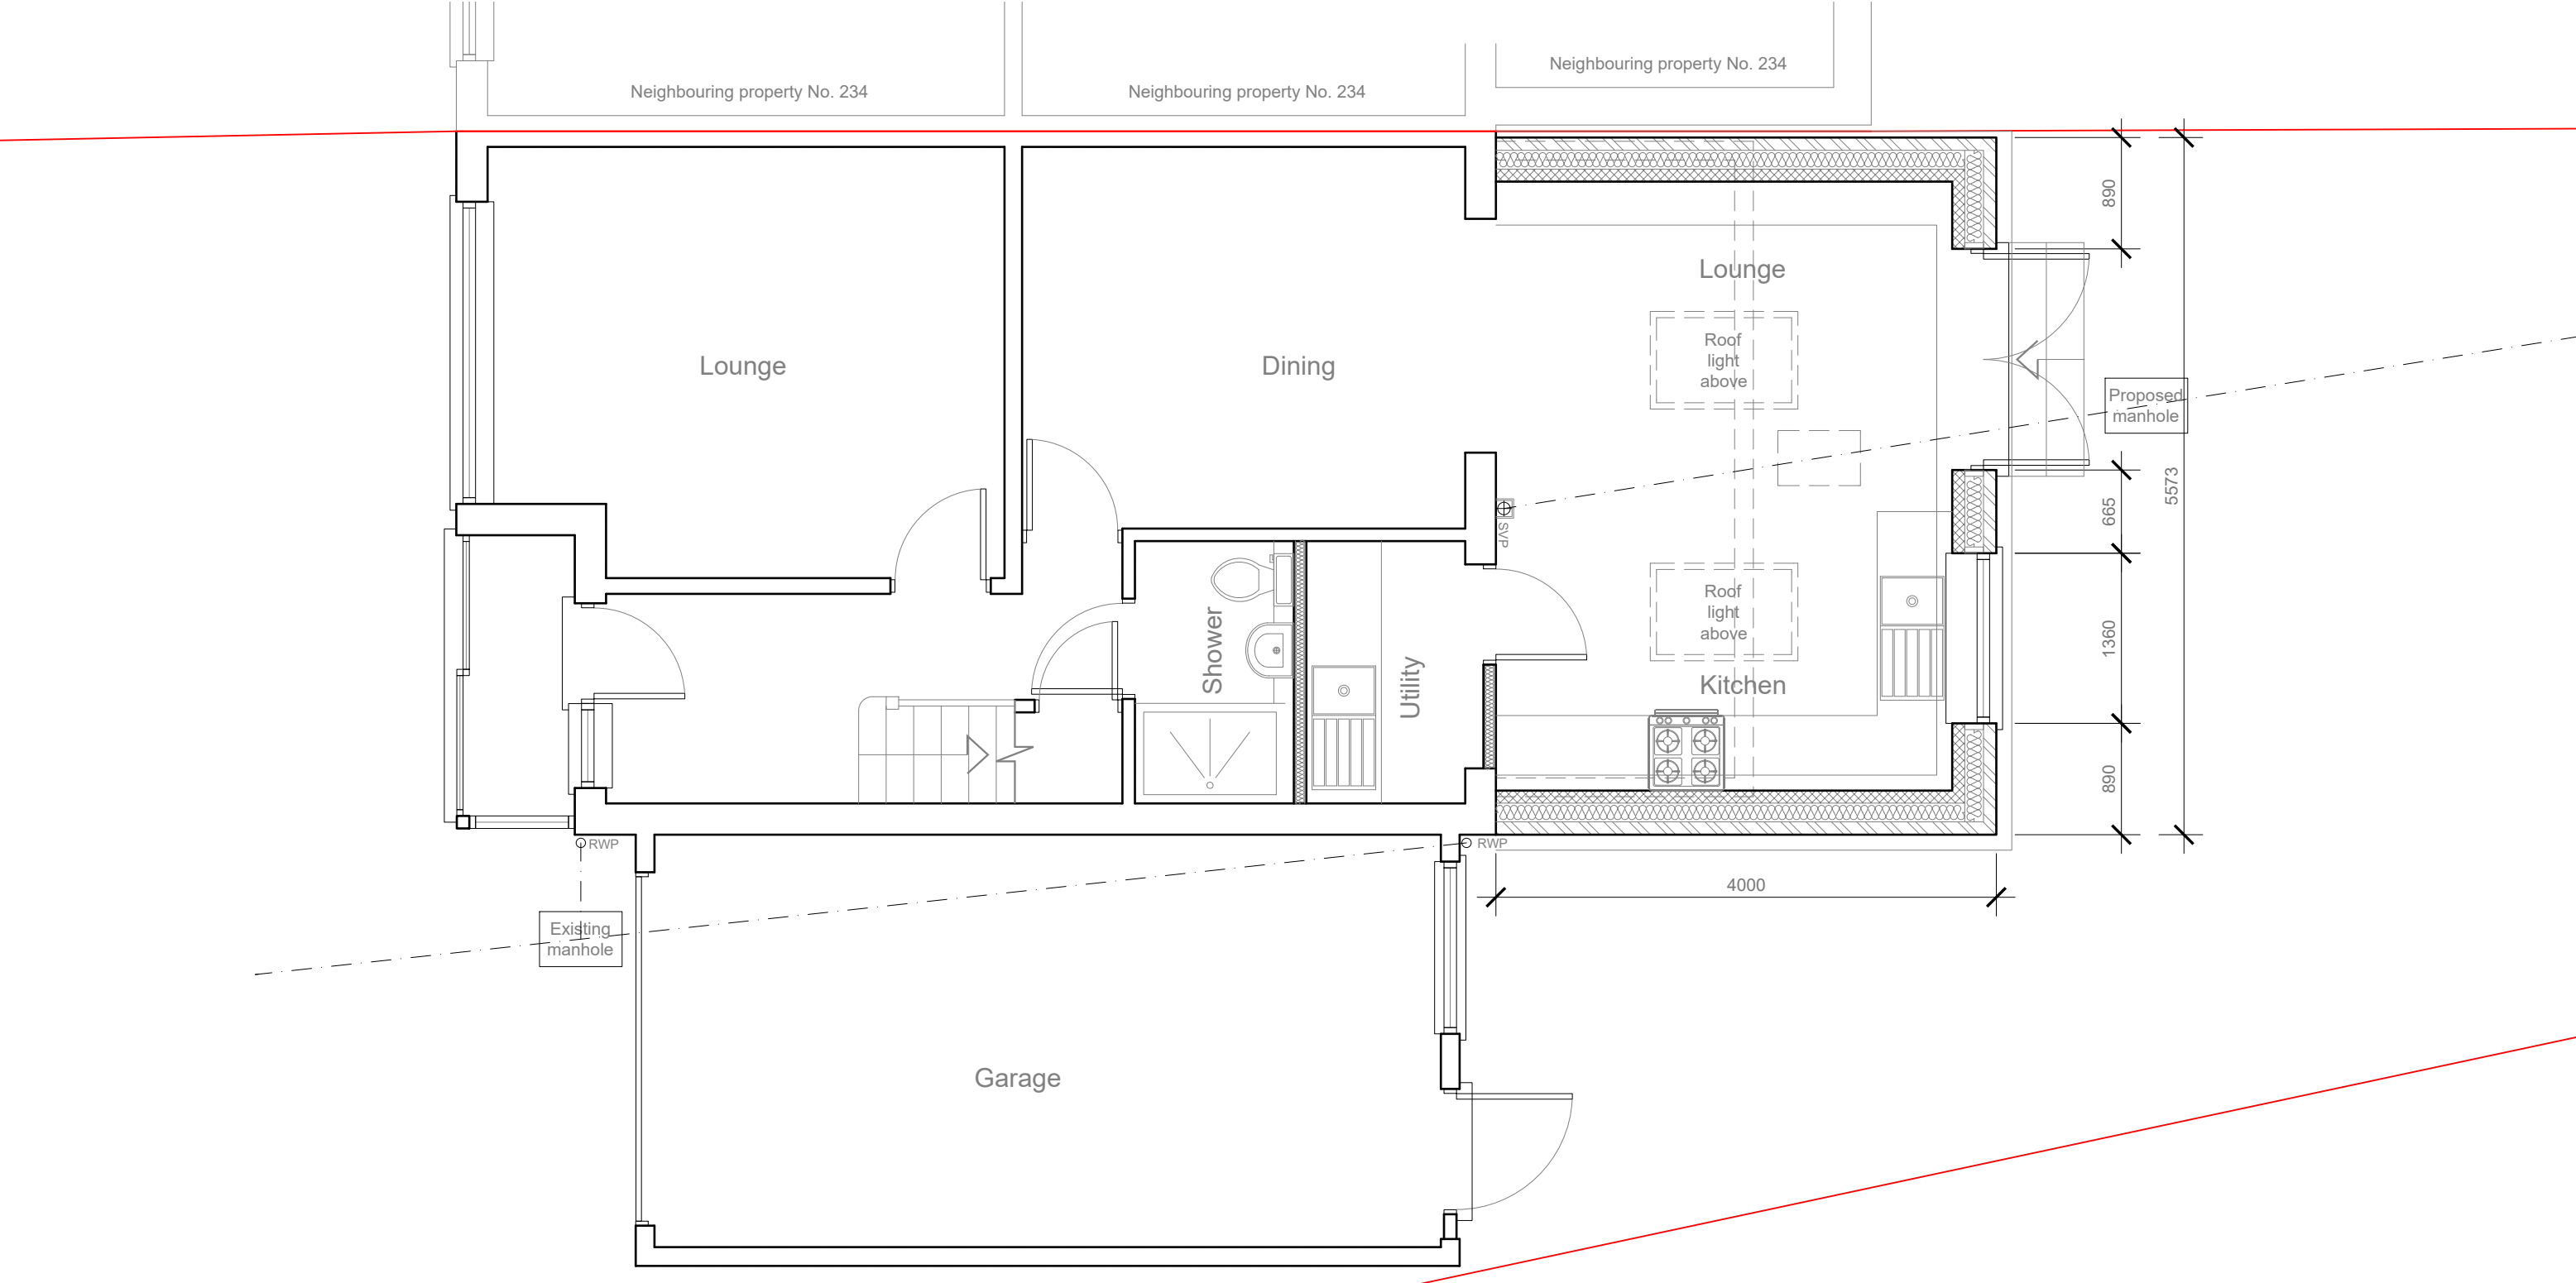 Neighbouring property No. 234
Neighbouring property No. 234
Neighbouring property No. 234
890
Lounge
Roof
light
above
Lounge
Dining
Proposed
manhole
5573
665
SVP
Roof
light
above
Shower
Utility
1360
Kitchen
890
RWP
RWP
4000
Existing
manhole
Garage